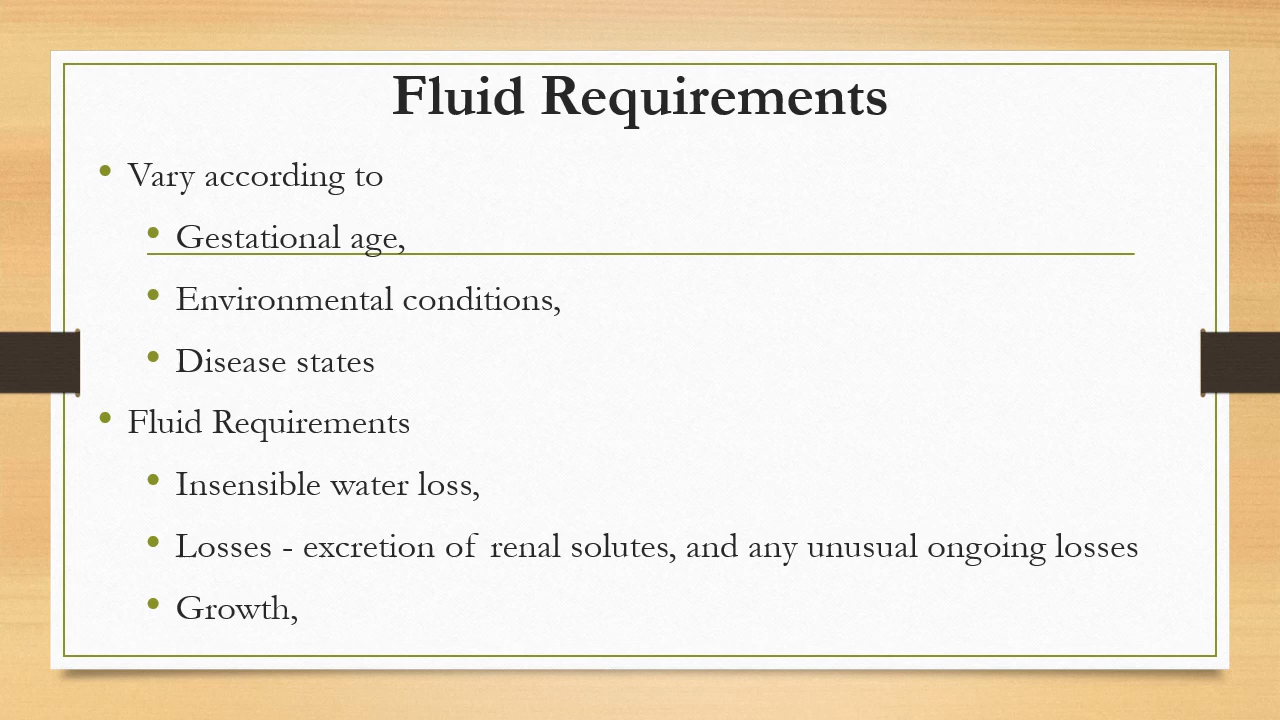 Fluid Requirements
• Vary according to
• Gestational age,
• Environmental conditions,
• Disease states
• Fluid Requirements
• Insensible water loss,
• Losses - excretion of renal solutes, and any unusual ongoing losses
• Growth,